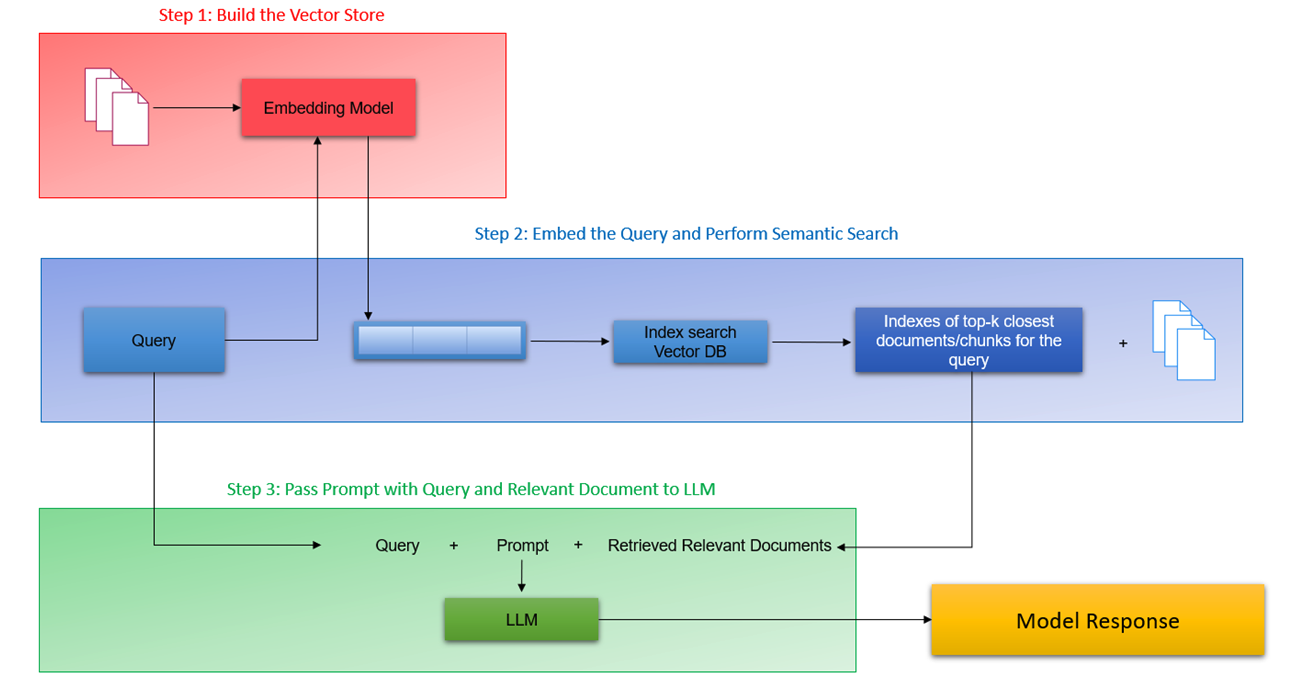 Step 1: Build the Vector Store
Embedding Model
Step 2: Embed the Query and Perform Semantic Search
Query
Index search
Vector DB
Indexes of top-k closest
documents/chunks for the
query
+
Step 3: Pass Prompt with Query and Relevant Document to LLM
Query + Prompt + Retrieved Relevant Documents
LLM
Model Response